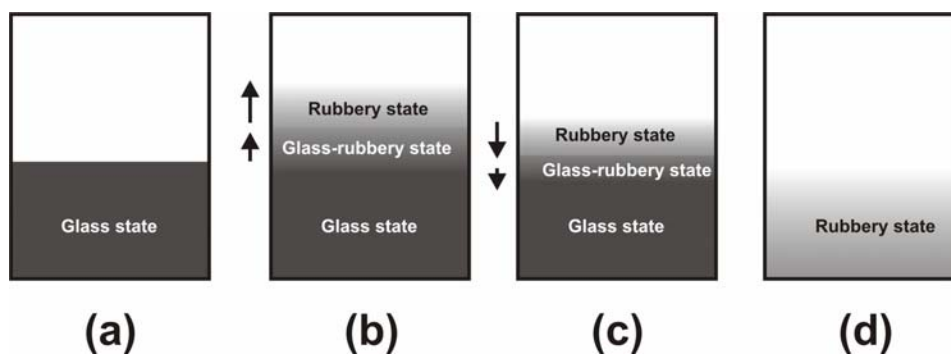 Glass state
(a)
Rubbery state
Glass-rubbery state
Glass state
(b)
Rubbery state
Glass-rubbery state
Glass state
(c)
Rubbery state
(d)